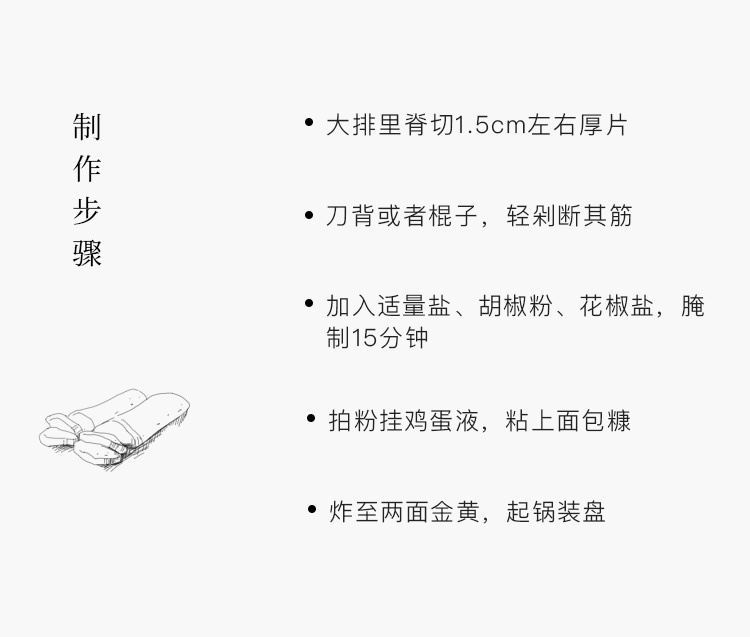 制作步骤
大排里脊切1.5cm左右厚片
刀背或者棍子，轻剁断其筋
加入适量盐、胡椒粉、花椒盐，腌
制15分钟
拍粉挂鸡蛋液，粘上面包糠
炸至两面金黄，起锅装盘